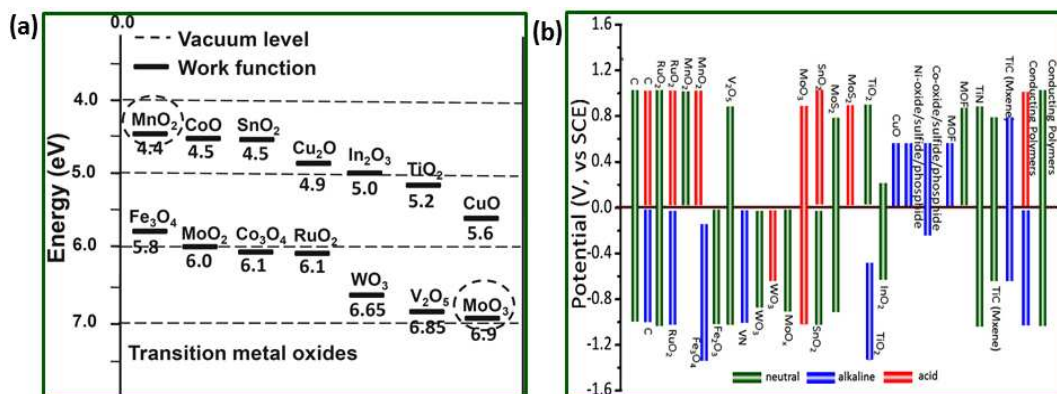 (a)
0.0
Vacuum level
Work function
Energy (eV)
4.0
5.0
6.0
7.0
MnO2
4.4
CoO
4.5
SnO2
4.5
Cu2O
4.9
In2O3
5.0
TiO2
5.2
CuO
5.6
Fe3O4
5.8
MoO2
6.0
Co3O4
6.1
RuO2
6.1
WO3
6.65
V2O5
6.85
MoO3
6.9
Transition metal oxides
(b)
Potential (V, vs SCE)
1.6
1.2
0.8
0.4
0.0
-0.4
-0.8
-1.2
-1.6
C
C
RuO2
RuO2
MnO2
MnO2
V2O5
MoO3
SnO2
MoS2
MoS2
TiO2
CuO
Ni-oxide/sulfide/phosphide
Co-oxide/sulfide/phosphide
MOF
MOF
TiN
TiC (Mxene)
Conducting Polymers
Conducting Polymers
C
RuO2
Fe3O4
Fe2O3
VN
WO3
WO3
MoOx
SnO2
TiO2
InO2
TiC (Mxene)
neutral
alkaline
acid